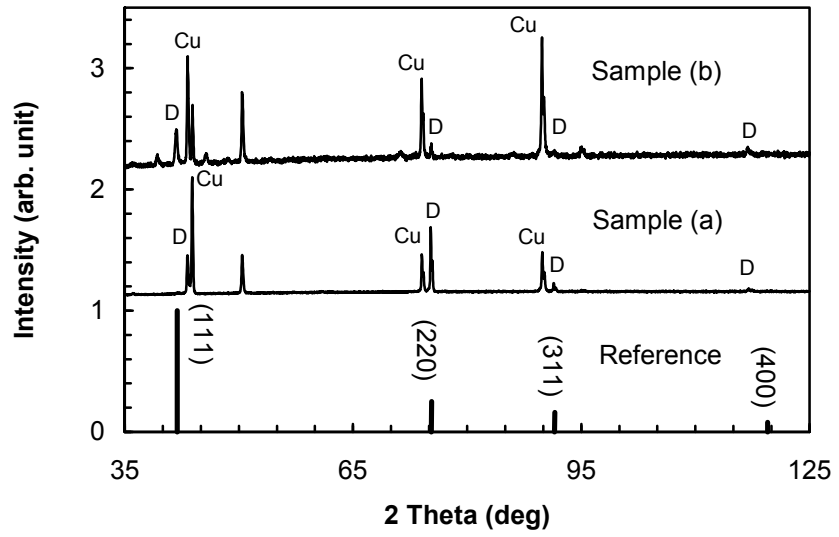 Cu
Cu
Cu
D
D
D
D
Sample (b)
3
Cu
D
Cu
D
Cu
D
D
Sample (a)
2
Intensity (arb. unit)
1
(111)
(220)
(311)
(400)
Reference
0
35
65
95
125
2 Theta (deg)